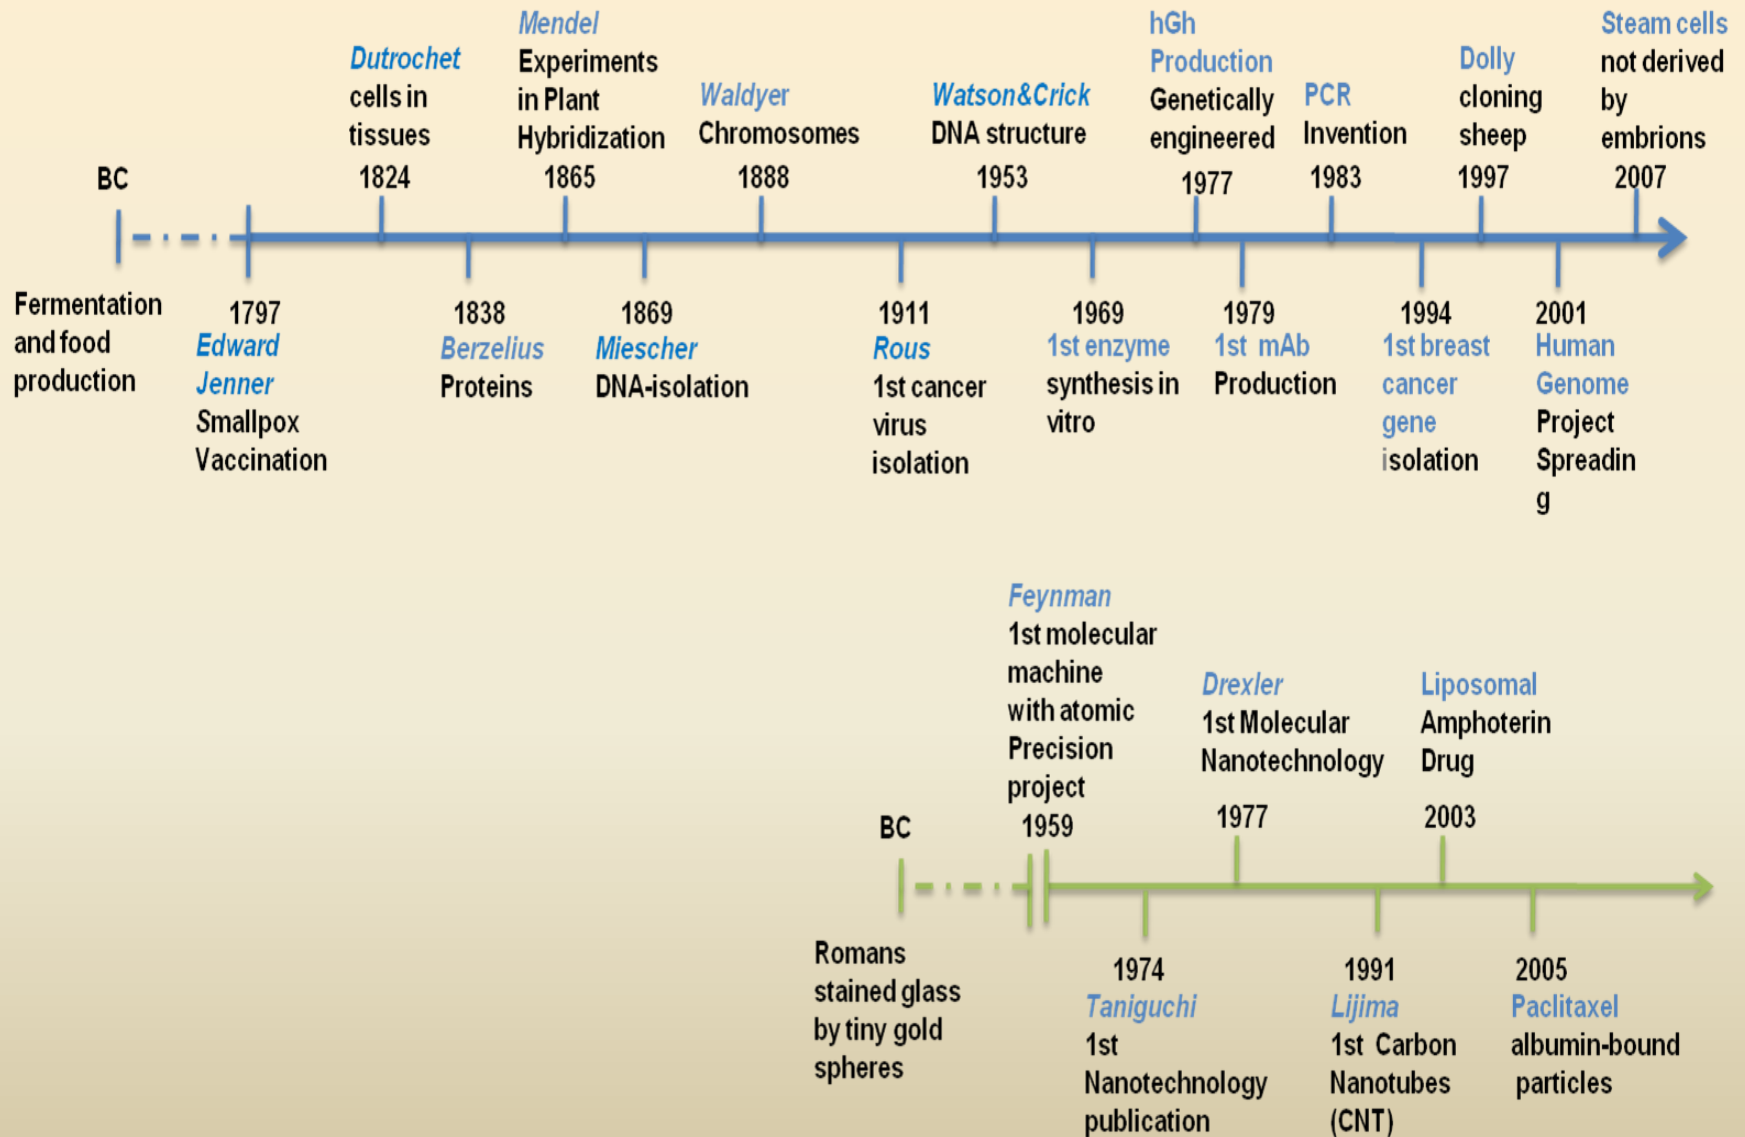 BC
Fermentation
and food
production
1797
Edward
Jenner
Smallpox
Vaccination
Dutrochet
cells in
tissues
1824
1838
Berzelius
Proteins
Mendel
Experiments
in Plant
Hybridization
1865
1869
Miescher
DNA-isolation
Waldyer
Chromosomes
1888
1911
Rous
1st cancer
virus
isolation
Watson&Crick
DNA structure
1953
1969
1st enzyme
synthesis in
vitro
hGh
Production
Genetically
engineered
1977
1979
1st mAb
Production
PCR
Invention
1983
1994
1st breast
cancer
gene
isolation
Dolly
cloning
sheep
1997
2001
Human
Genome
Project
Spreadin
g
Steam cells
not derived
by
embrions
2007
BC
Romans
stained glass
by tiny gold
spheres
Feynman
1st molecular
machine
with atomic
Precision
project
1959
1974
Taniguchi
1st
Nanotechnology
publication
Drexler
1st Molecular
Nanotechnology
1977
1991
Lijima
1st Carbon
Nanotubes
(CNT)
Liposomal
Amphoterin
Drug
2003
2005
Paclitaxel
albumin-bound
particles